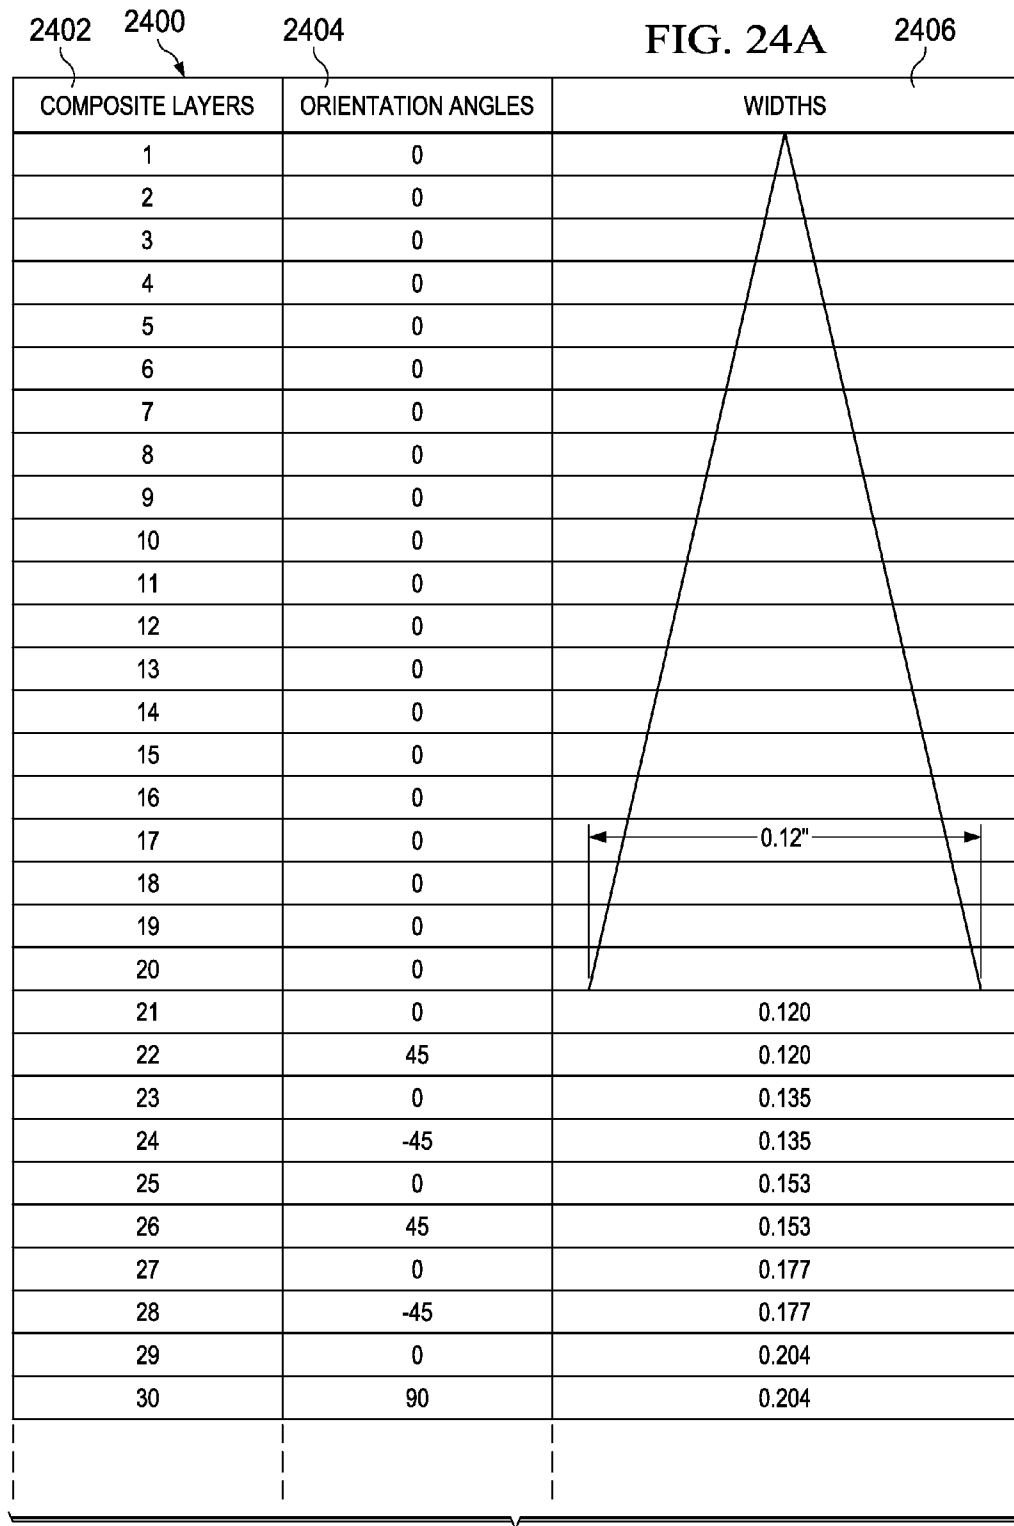 2402 2400 2404 FIG. 24A 2406
COMPOSITE LAYERS ORIENTATION ANGLES WIDTHS
1 0
2 0
3 0
4 0
5 0
6 0
7 0
8 0
9 0
10 0
11 0
12 0
13 0
14 0
15 0
16 0
17 0 0.12"
18 0
19 0
20 0
21 0 0.120
22 45 0.120
23 0 0.135
24 -45 0.135
25 0 0.153
26 45 0.153
27 0 0.177
28 -45 0.177
29 0 0.204
30 90 0.204